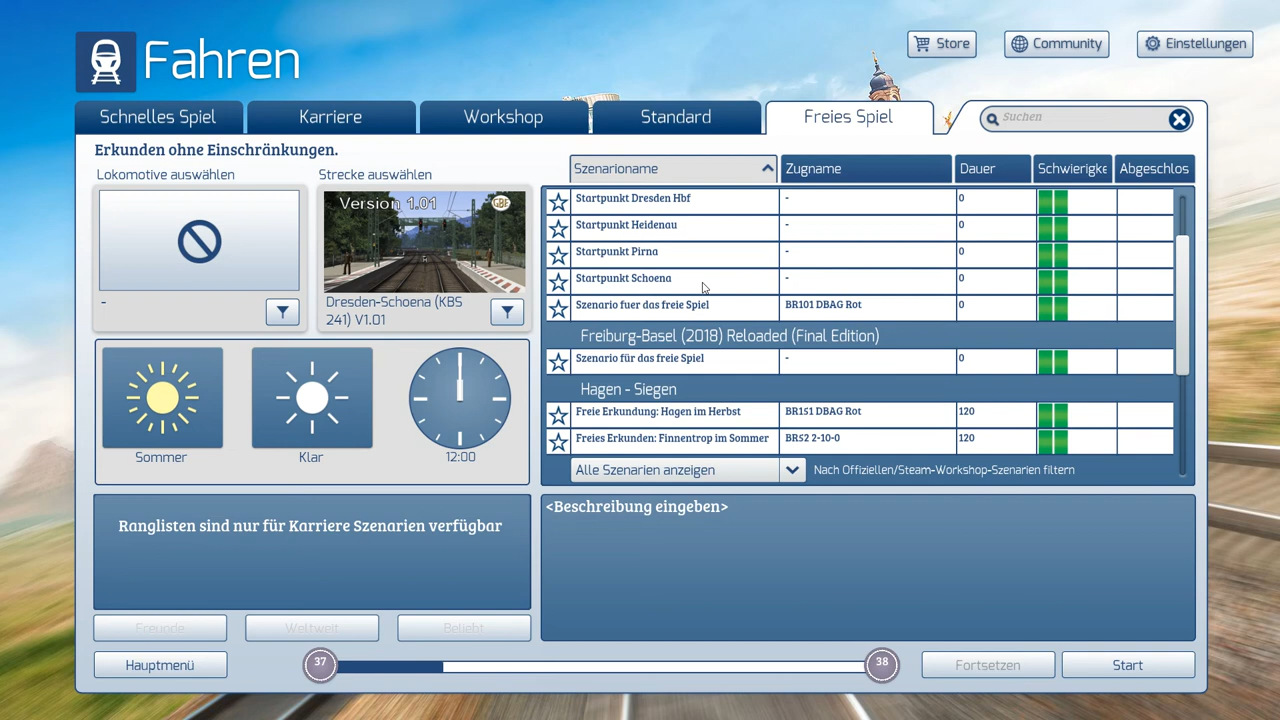 Fahren
Store
Community
Einstellungen
Schnelles Spiel
Karriere
Workshop
Standard
Freies Spiel
Suchen
Erkunden ohne Einschränkungen.
Lokomotive auswählen
Strecke auswählen
Version 1.01
GBE
-
Dresden-Schoena (KBS
241) V1.01
Sommer
Klar
12:00
Szenarioname
Zugname
Dauer
Schwierigke
Abgeschlos
Startpunkt Dresden Hbf - 0
Startpunkt Heidenau - 0
Startpunkt Pirna - 0
Startpunkt Schoena - 0
Szenario fuer das freie Spiel BR101 DBAG Rot 0
Freiburg-Basel (2018) Reloaded (Final Edition)
Szenario für das freie Spiel - 0
Hagen - Siegen
Freie Erkundung: Hagen im Herbst BR151 DBAG Rot 120
Freies Erkunden: Finnentrop im Sommer BR52 2-10-0 120
Alle Szenarien anzeigen
Nach Offiziellen/Steam-Workshop-Szenarien filtern
Ranglisten sind nur für Karriere Szenarien verfügbar
<Beschreibung eingeben>
Freunde
Weltweit
Beliebt
Hauptmenü
37
38
Fortsetzen
Start